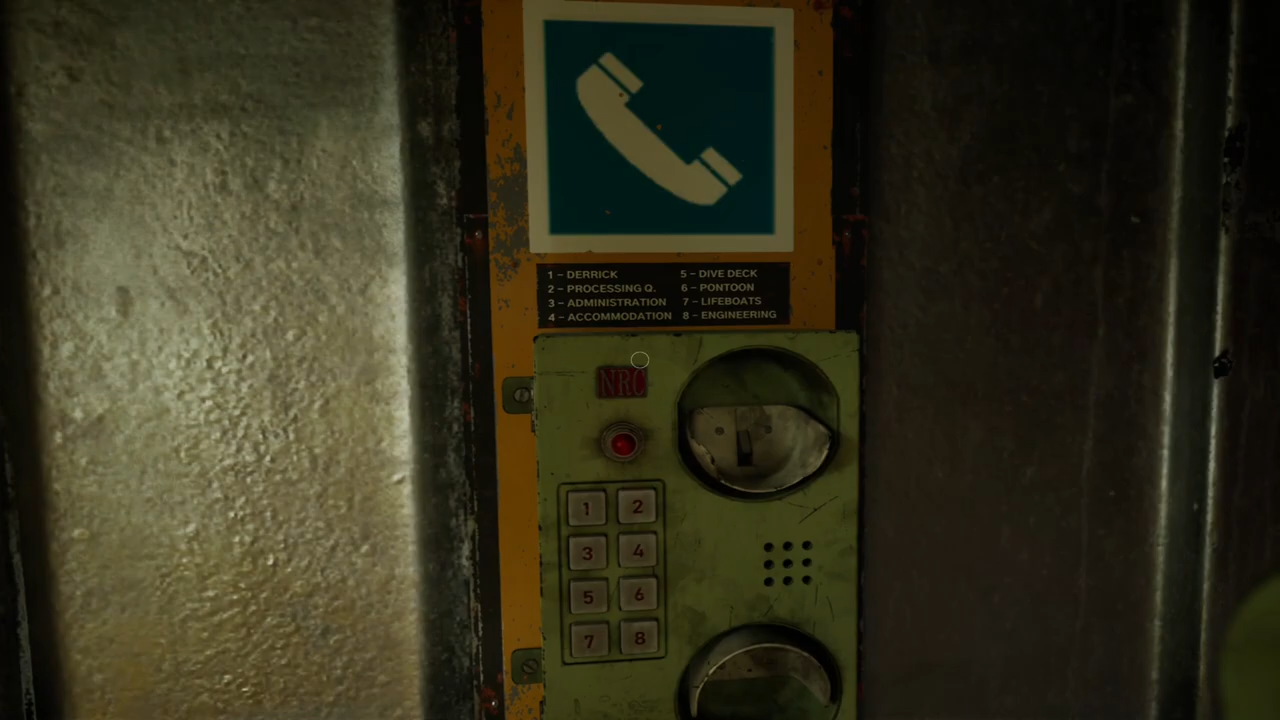 1 – DERRICK
2 – PROCESSING Q.
3 – ADMINISTRATION
4 – ACCOMMODATION
5 – DIVE DECK
6 – PONTOON
7 – LIFEBOATS
8 – ENGINEERING
NRC
1 2
3 4
5 6
7 8